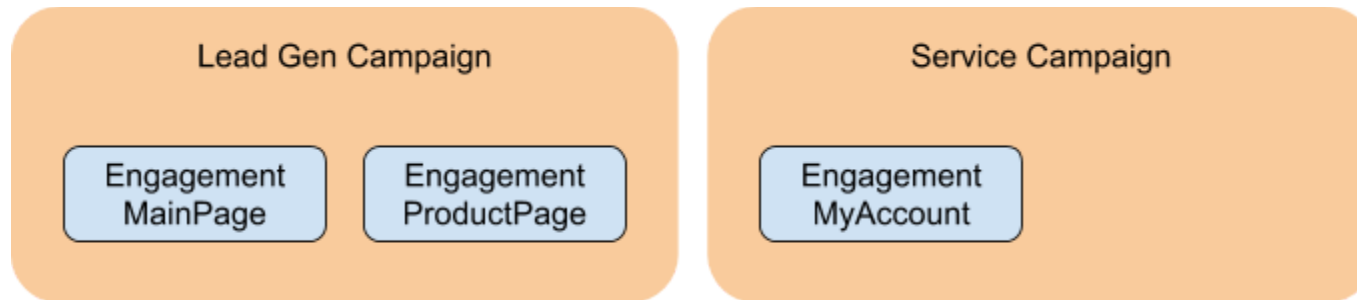 Lead Gen Campaign
Engagement
MainPage
Engagement
ProductPage
Service Campaign
Engagement
MyAccount